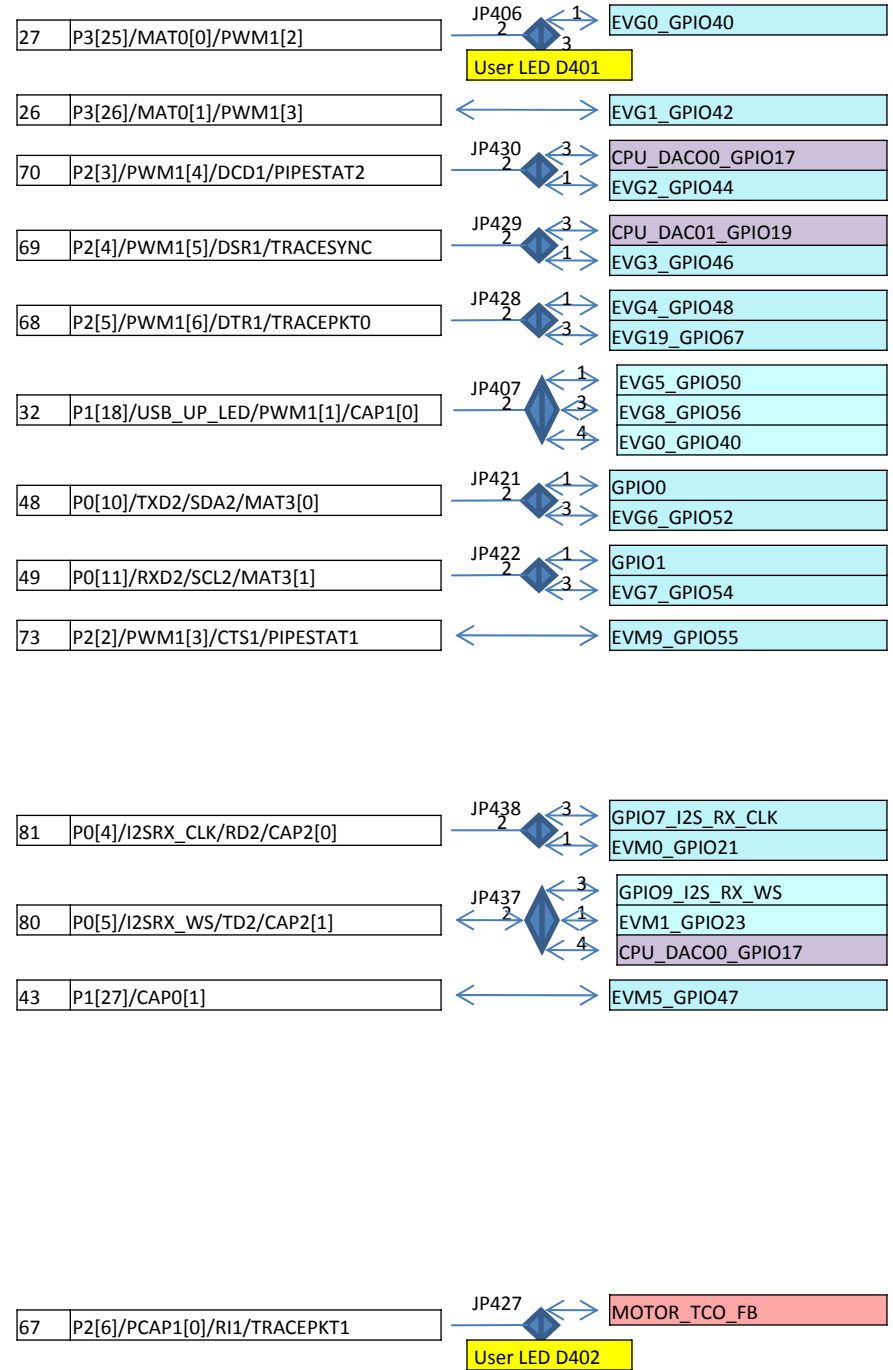 JP406 1 EVG0_GPIO40
27 P3[25]/MAT0[0]/PWM1[2] 2
3
User LED D401
26 P3[26]/MAT0[1]/PWM1[3] EVG1_GPIO42
JP430 3 CPU_DACO0_GPIO17
70 P2[3]/PWM1[4]/DCD1/PIPESTAT2 2
1 EVG2_GPIO44
JP429 3 CPU_DAC01_GPIO19
69 P2[4]/PWM1[5]/DSR1/TRACESYNC 2
1 EVG3_GPIO46
JP428 1 EVG4_GPIO48
68 P2[5]/PWM1[6]/DTR1/TRACEPKT0 2
3 EVG19_GPIO67
1 EVG5_GPIO50
JP407
32 P1[18]/USB_UP_LED/PWM1[1]/CAP1[0] 2 3 EVG8_GPIO56
4 EVG0_GPIO40
JP421 1 GPIO0
48 P0[10]/TXD2/SDA2/MAT3[0] 2
3 EVG6_GPIO52
JP422 1 GPIO1
49 P0[11]/RXD2/SCL2/MAT3[1] 2
3 EVG7_GPIO54
73 P2[2]/PWM1[3]/CTS1/PIPESTAT1 EVM9_GPIO55
JP438 3 GPIO7_I2S_RX_CLK
81 P0[4]/I2SRX_CLK/RD2/CAP2[0] 2
1 EVM0_GPIO21
3 GPIO9_I2S_RX_WS
JP437
80 P0[5]/I2SRX_WS/TD2/CAP2[1] 2 1 EVM1_GPIO23
4 CPU_DACO0_GPIO17
43 P1[27]/CAP0[1] EVM5_GPIO47
JP427 MOTOR_TCO_FB
67 P2[6]/PCAP1[0]/RI1/TRACEPKT1
User LED D402